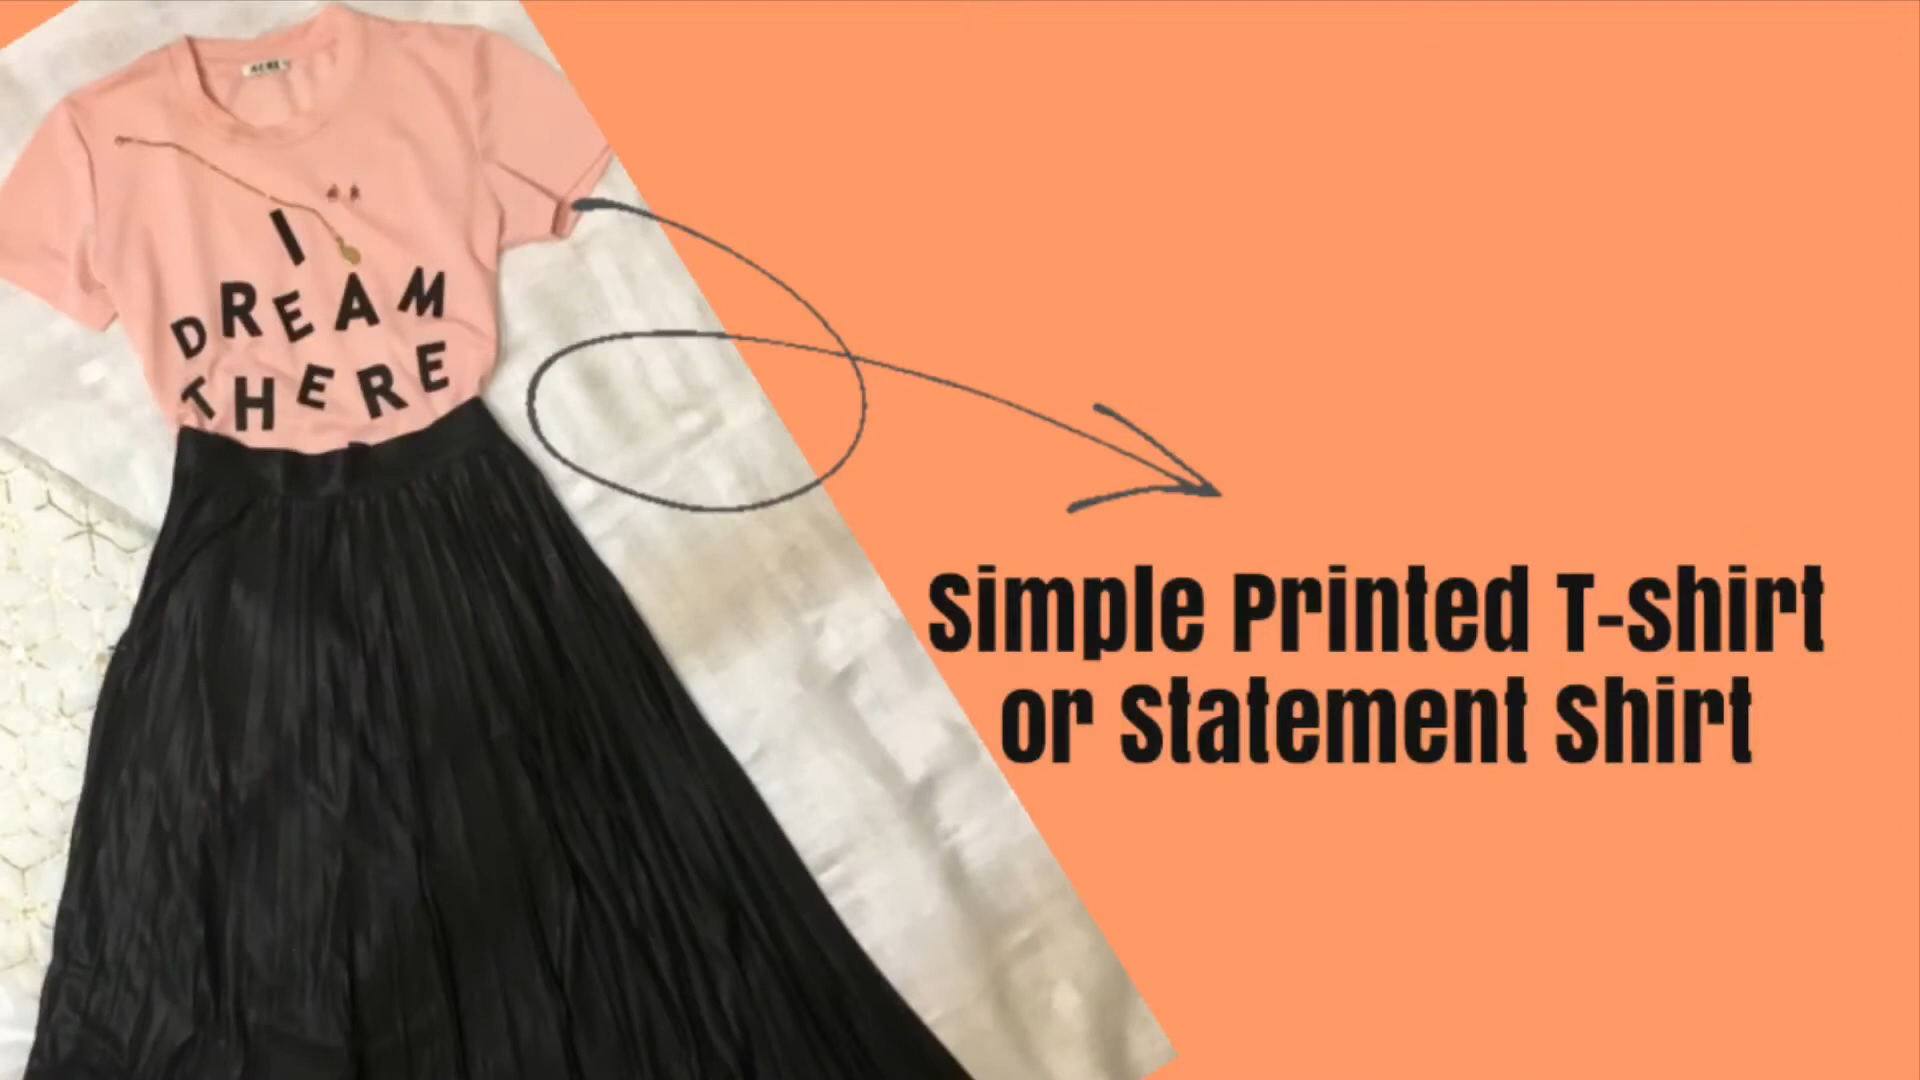 I
DREAM
THERE
Simple Printed T-shirt
or Statement Shirt